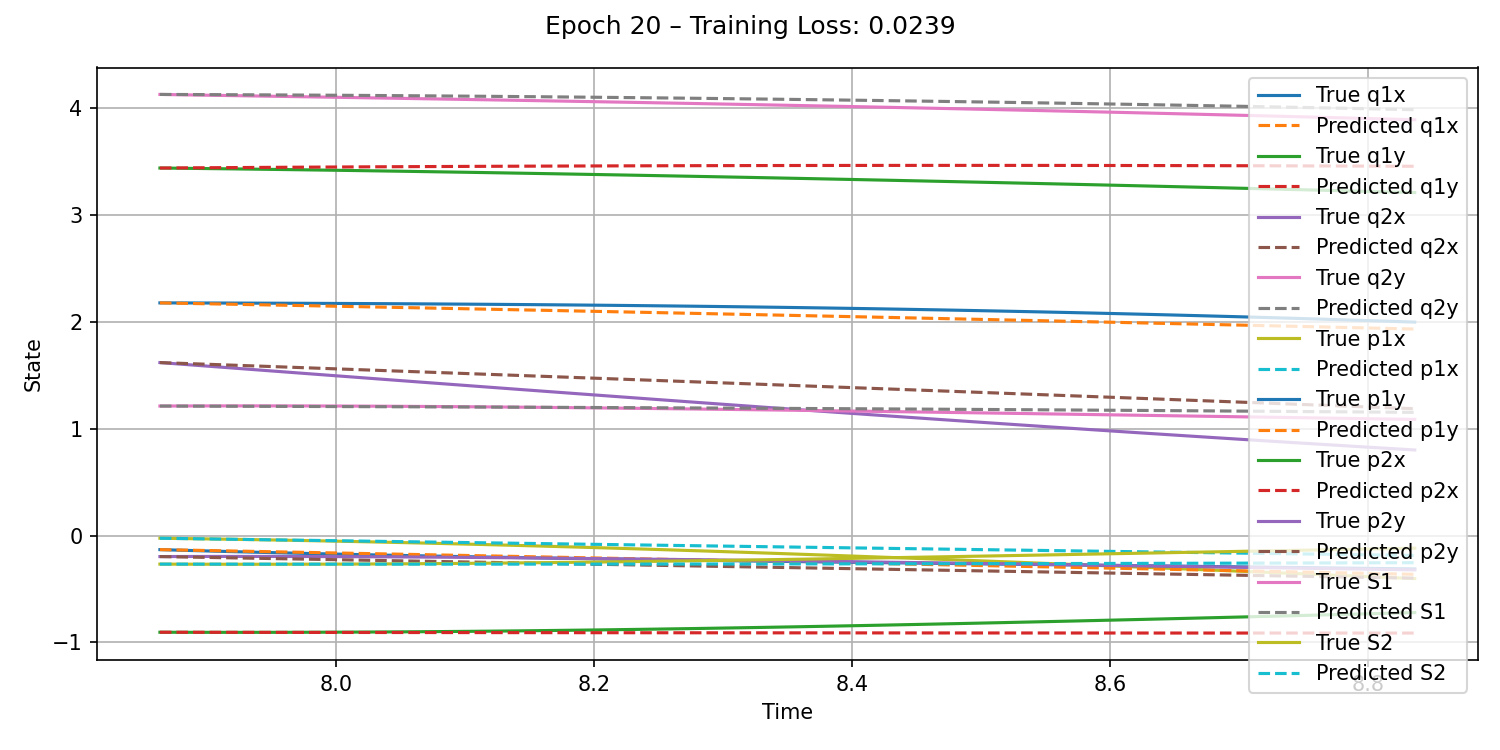 Epoch 20 – Training Loss: 0.0239
State
4
3
2
1
0
−1
8.0
8.2
8.4
8.6
8.8
Time
True q1x
Predicted q1x
True q1y
Predicted q1y
True q2x
Predicted q2x
True q2y
Predicted q2y
True p1x
Predicted p1x
True p1y
Predicted p1y
True p2x
Predicted p2x
True p2y
Predicted p2y
True S1
Predicted S1
True S2
Predicted S2